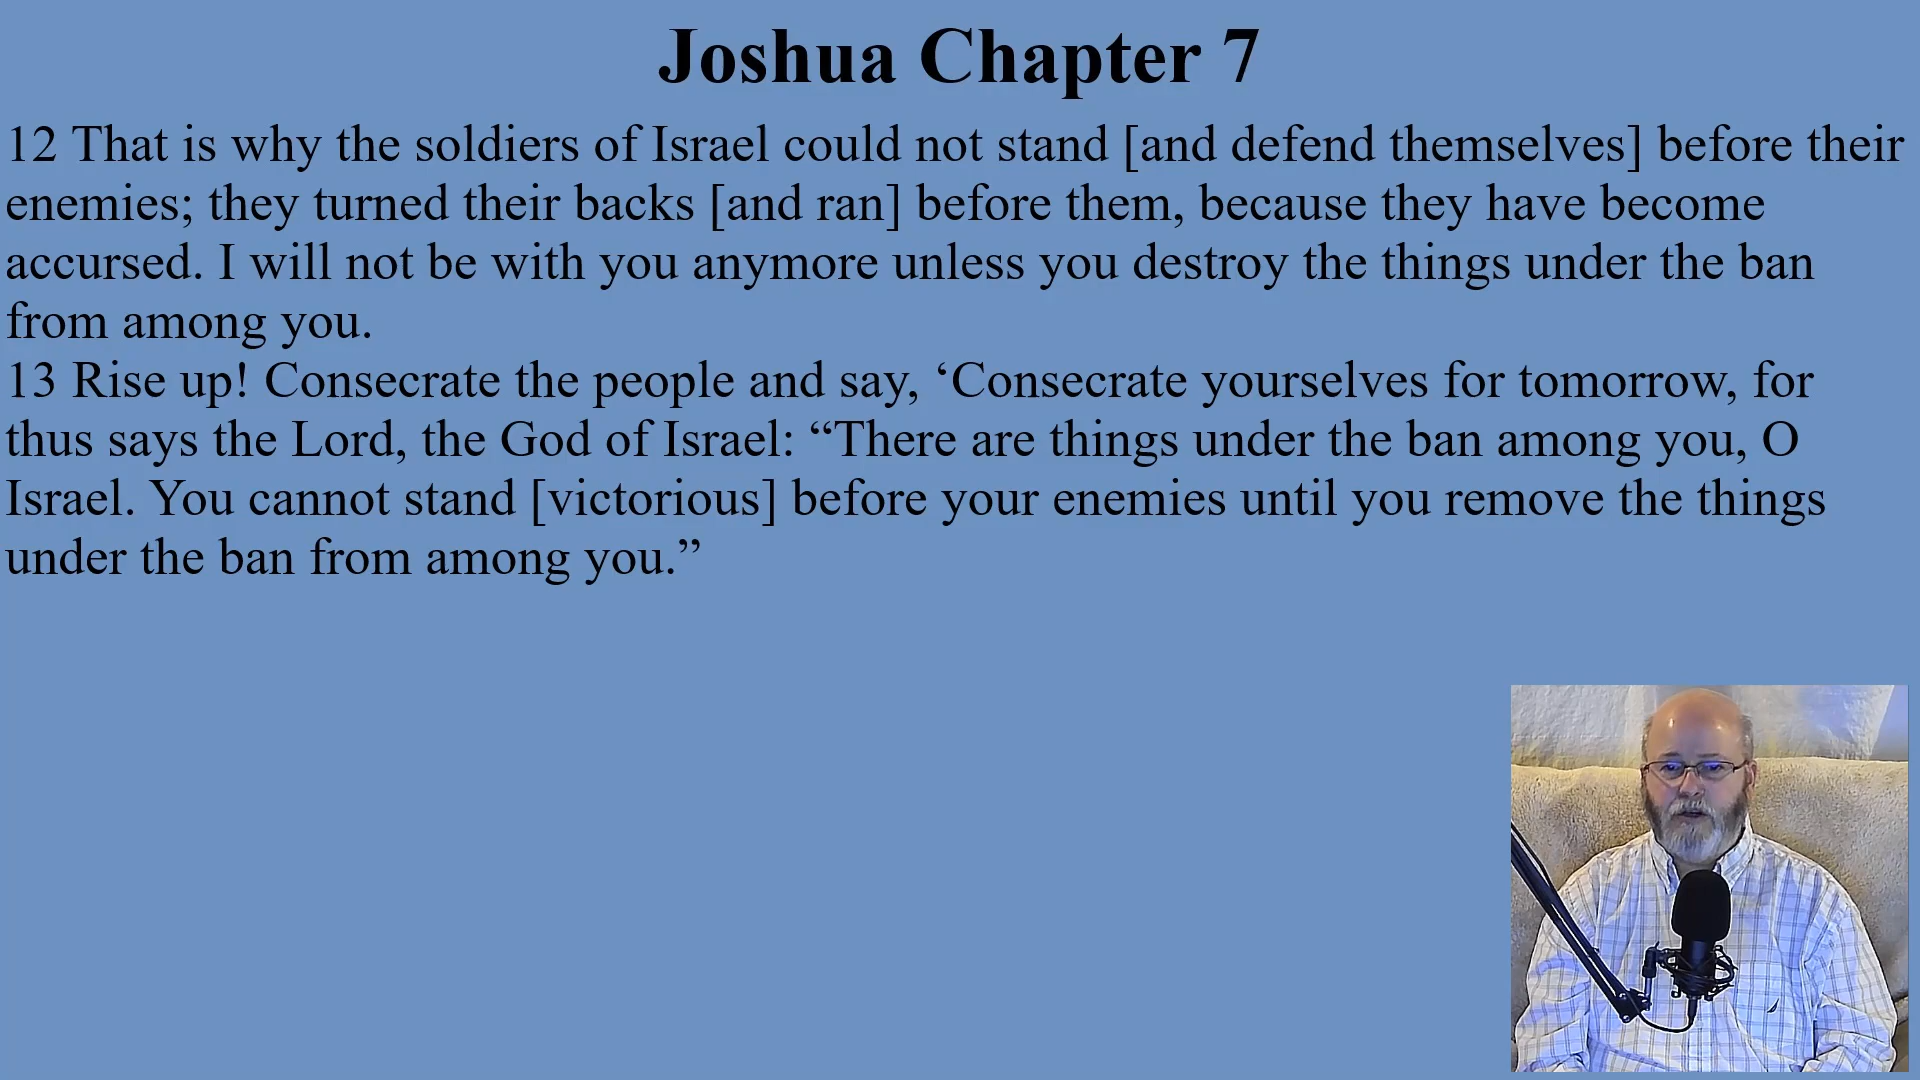 Joshua Chapter 7
12 That is why the soldiers of Israel could not stand [and defend themselves] before their
enemies; they turned their backs [and ran] before them, because they have become
accursed. I will not be with you anymore unless you destroy the things under the ban
from among you.
13 Rise up! Consecrate the people and say, ‘Consecrate yourselves for tomorrow, for
thus says the Lord, the God of Israel: “There are things under the ban among you, O
Israel. You cannot stand [victorious] before your enemies until you remove the things
under the ban from among you.”